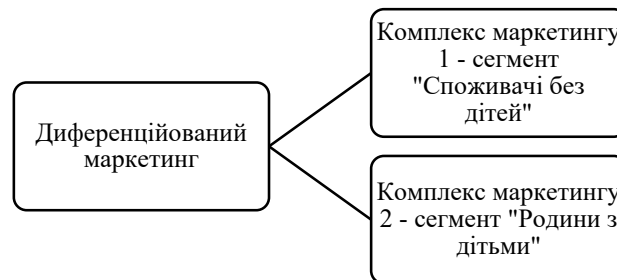 Диференційований
маркетинг
Комплекс маркетингу
1 - сегмент
"Споживачі без
дітей"
Комплекс маркетингу
2 - сегмент "Родини з
дітьми"